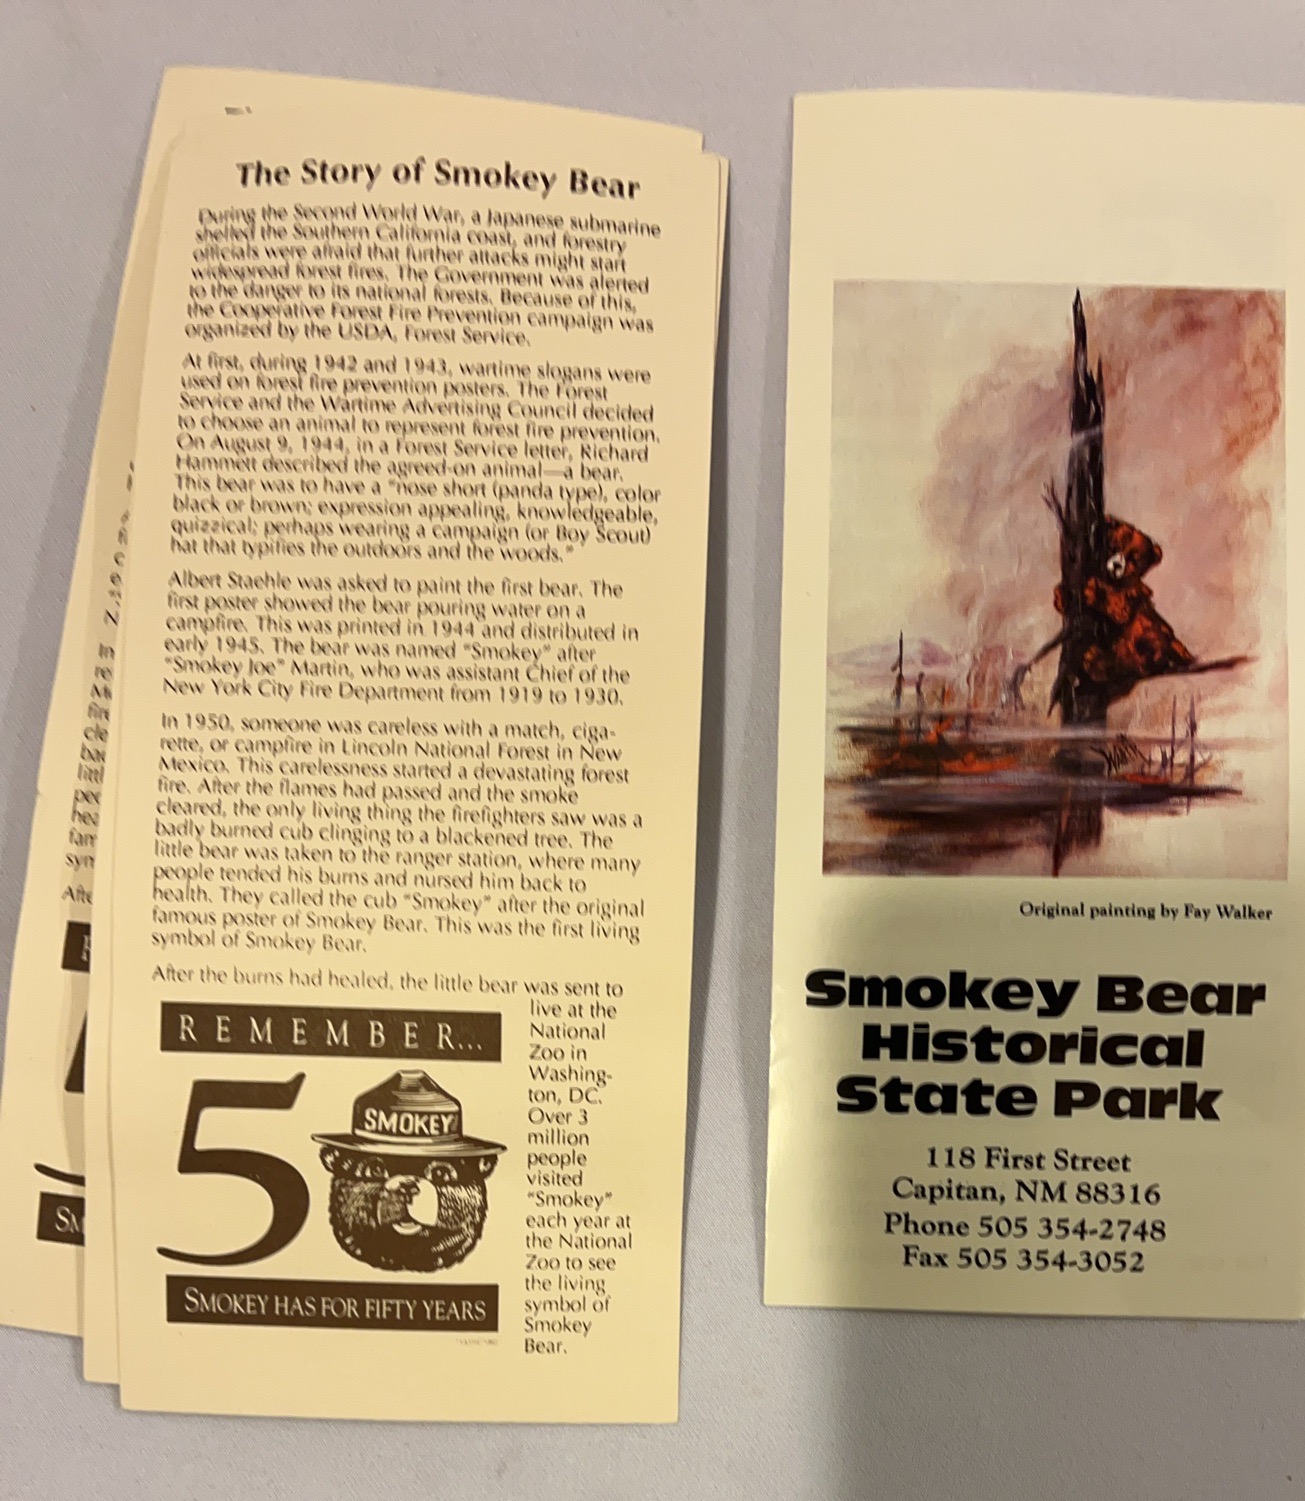 The Story of Smokey Bear
During the Second World War, a Japanese submarine
shelled the Southern California coast, and forestry
officials were afraid that further attacks might start
widespread forest fires. The Government was alerted
to the danger to its national forests. Because of this,
the Cooperative Forest Fire Prevention campaign was
organized by the USDA, Forest Service.
At first, during 1942 and 1943, wartime slogans were
used on forest fire prevention posters. The Forest
Service and the Wartime Advertising Council decided
to choose an animal to represent forest fire prevention.
On August 9, 1944, in a Forest Service letter, Richard
Hammett described the agreed-on animal—a bear.
This bear was to have a "nose short (panda type), color
black or brown; expression appealing, knowledgeable,
quizzical; perhaps wearing a campaign (or Boy Scout)
hat that typifies the outdoors and the woods."
Albert Staehle was asked to paint the first bear. The
first poster showed the bear pouring water on a
campfire. This was printed in 1944 and distributed in
early 1945. The bear was named "Smokey" after
"Smokey Joe" Martin, who was assistant Chief of the
New York City Fire Department from 1919 to 1930.
In 1950, someone was careless with a match, ciga-
rette, or campfire in Lincoln National Forest in New
Mexico. This carelessness started a devastating forest
fire. After the flames had passed and the smoke
cleared, the only living thing the firefighters saw was a
badly burned cub clinging to a blackened tree. The
little bear was taken to the ranger station, where many
people tended his burns and nursed him back to
health. They called the cub "Smokey" after the original
famous poster of Smokey Bear. This was the first living
symbol of Smokey Bear.
After the burns had healed, the little bear was sent to
live at the
National
Zoo in
Washing-
ton, DC.
Over 3
million
people
visited
"Smokey"
each year at
the National
Zoo to see
the living
symbol of
Smokey
Bear.
REMEMBER...
50
SMOKEY
SMOKEY HAS FOR FIFTY YEARS
In
re
Me
fire
cle
bad
littl
pec
hea
fam
sym
Afte
SM
Original painting by Fay Walker
Smokey Bear
Historical
State Park
118 First Street
Capitan, NM 88316
Phone 505 354-2748
Fax 505 354-3052